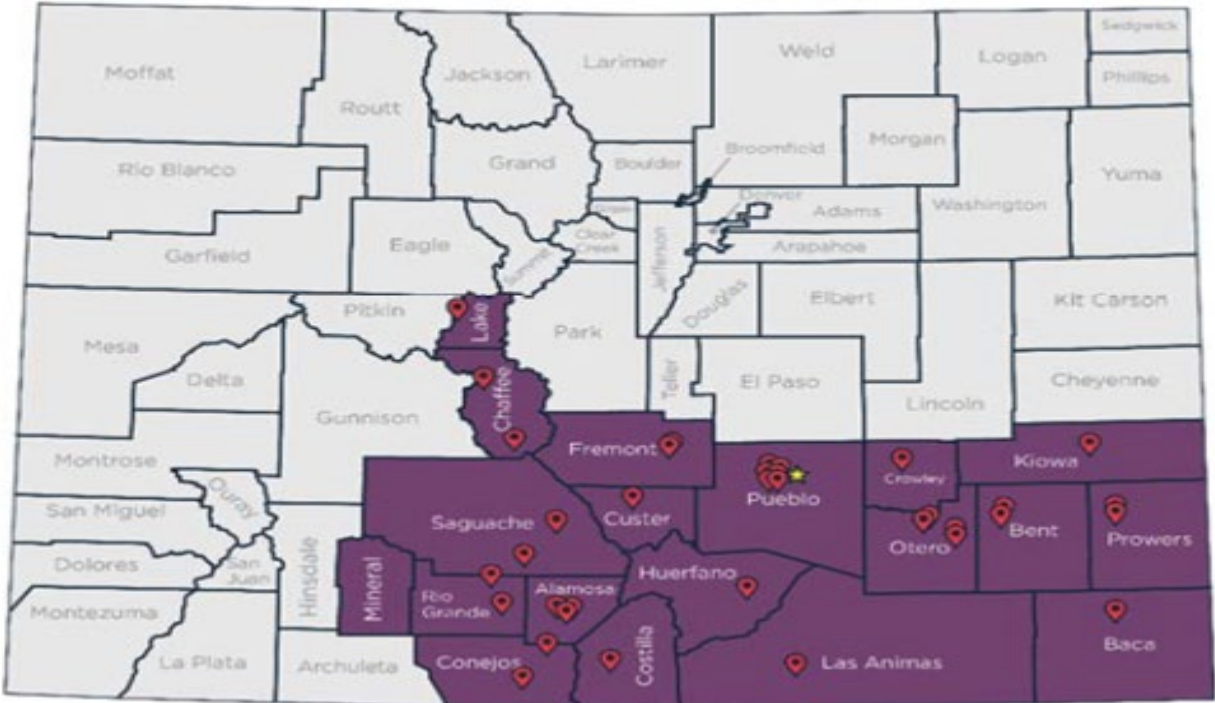 Moffat
Routt
Jackson
Larimer
Weld
Logan
Sedgwick
Phillips
Rio Blanco
Grand
Boulder
Broomfield
Morgan
Washington
Yuma
Garfield
Eagle
Summit
Clear
Creek
Jefferson
Denver
Adams
Arapahoe
Mesa
Pitkin
Lake
Park
Douglas
Elbert
Kit Carson
Delta
Gunnison
Chaffee
Teller
El Paso
Lincoln
Cheyenne
Montrose
Ouray
San Miguel
Dolores
San
Juan
Montezuma
La Plata
Hinsdale
Archuleta
Mineral
Saguache
Fremont
Custer
Pueblo
Crowley
Kiowa
Otero
Bent
Prowers
Rio
Grande
Alamosa
Huerfano
Conejos
Costilla
Las Animas
Baca